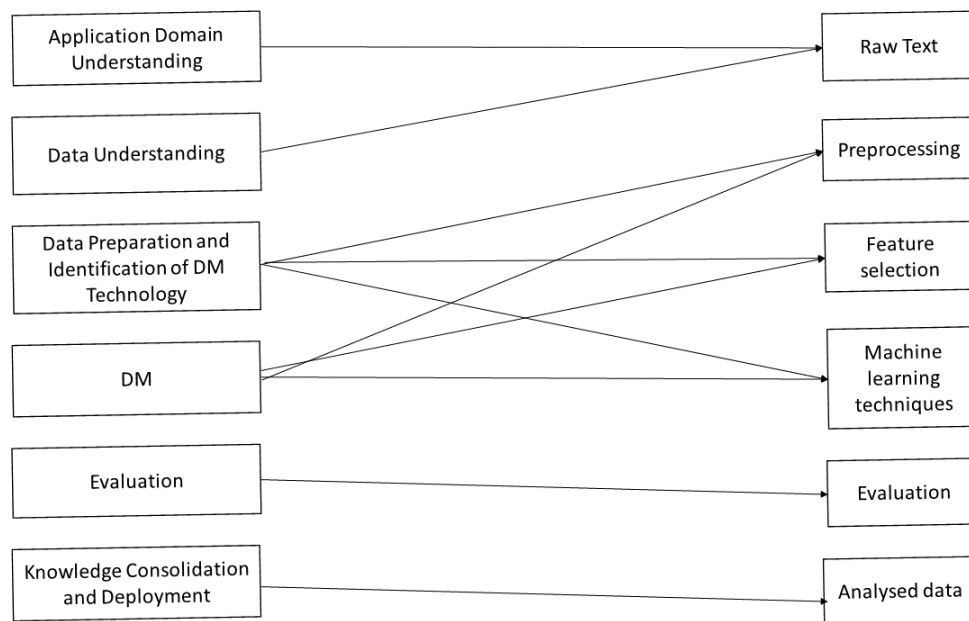 Application Domain
Understanding
Raw Text
Data Understanding
Preprocessing
Data Preparation and
Identification of DM
Technology
Feature
selection
DM
Machine
learning
techniques
Evaluation
Evaluation
Knowledge Consolidation
and Deployment
Analysed data